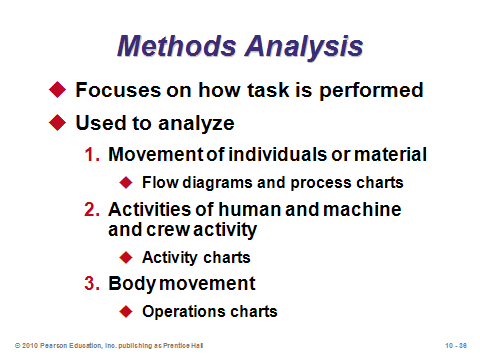 Methods Analysis
Focuses on how task is performed
Used to analyze
1. Movement of individuals or material
Flow diagrams and process charts
2. Activities of human and machine
and crew activity
Activity charts
3. Body movement
Operations charts
© 2010 Pearson Education, Inc. publishing as Prentice Hall
10 - 36